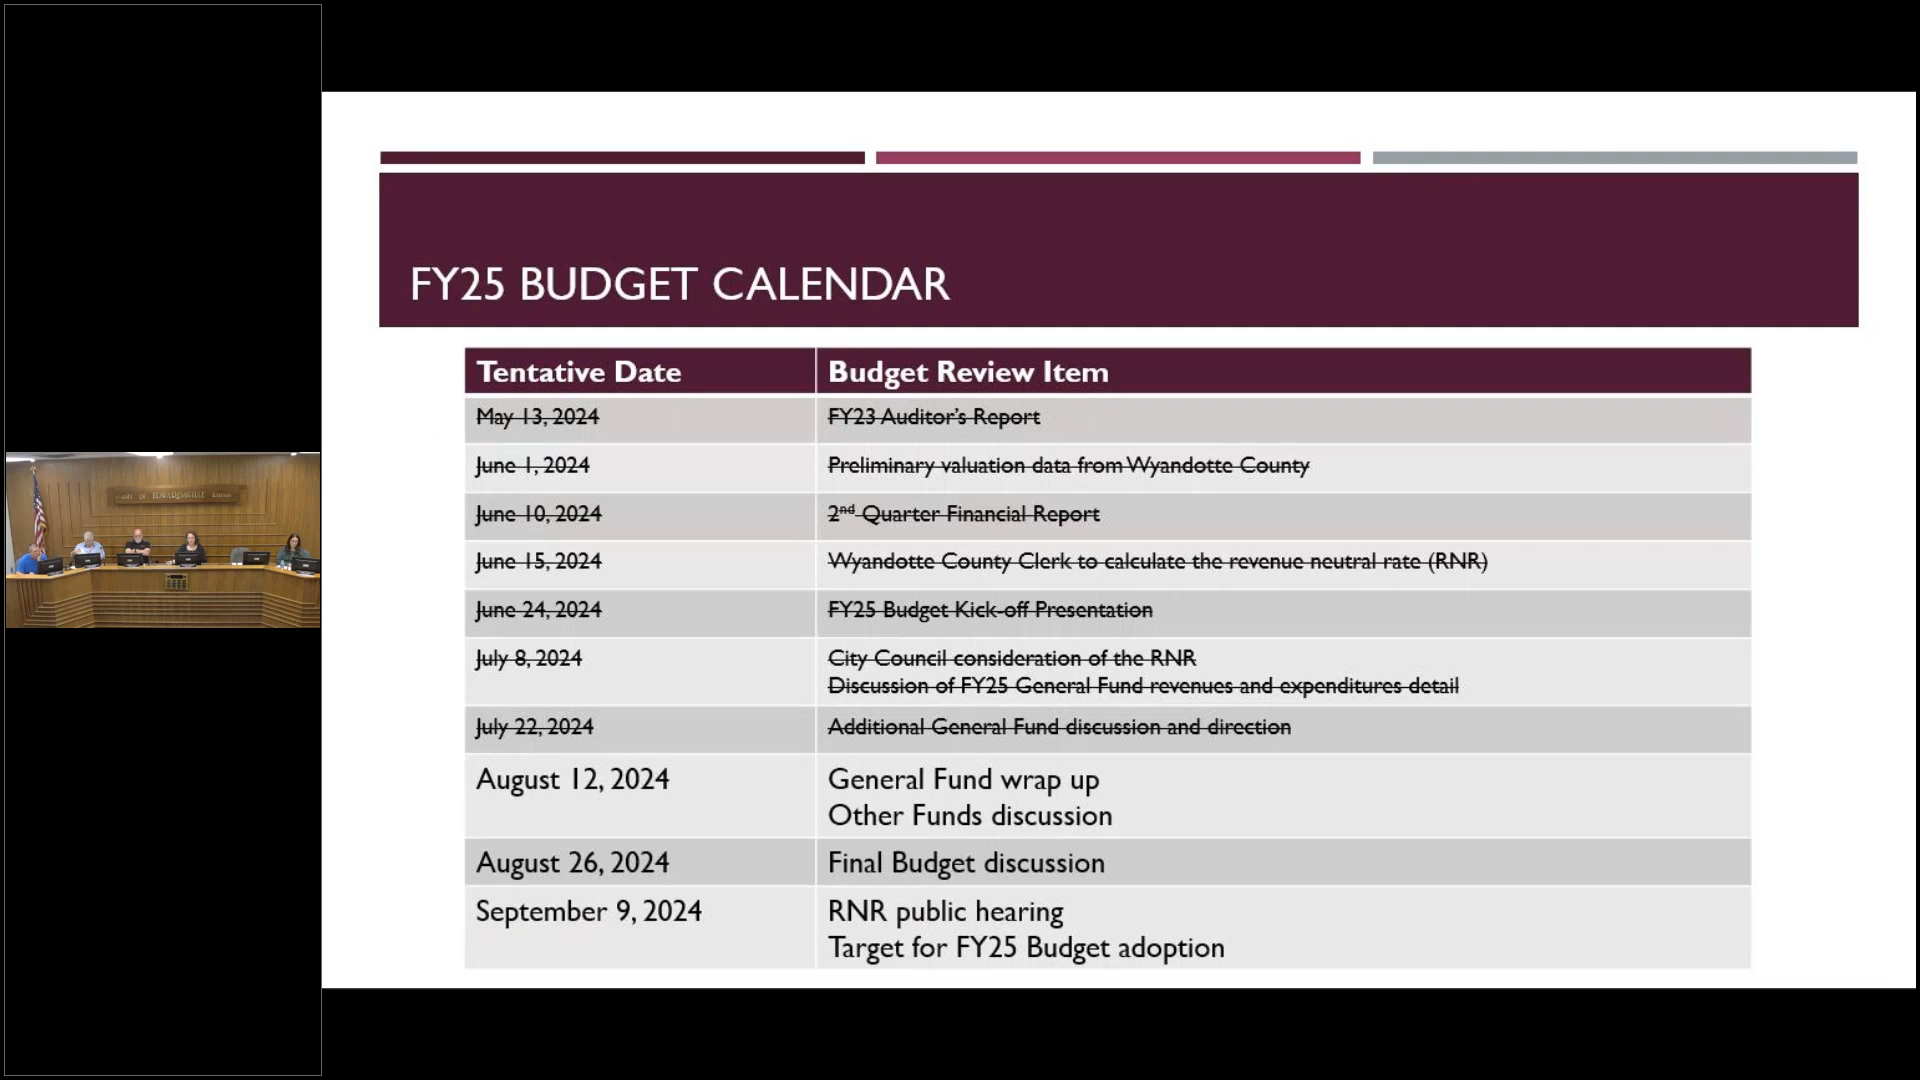 CITY OF EDWARDSVILLE KANSAS
FY25 BUDGET CALENDAR
Tentative Date Budget Review Item
May 13, 2024 FY23 Auditor's Report
June 1, 2024 Preliminary valuation data from Wyandotte County
June 10, 2024 2nd Quarter Financial Report
June 15, 2024 Wyandotte County Clerk to calculate the revenue neutral rate (RNR)
June 24, 2024 FY25 Budget Kick-off Presentation
July 8, 2024 City Council consideration of the RNR
Discussion of FY25 General Fund revenues and expenditures detail
July 22, 2024 Additional General Fund discussion and direction
August 12, 2024 General Fund wrap up
Other Funds discussion
August 26, 2024 Final Budget discussion
September 9, 2024 RNR public hearing
Target for FY25 Budget adoption